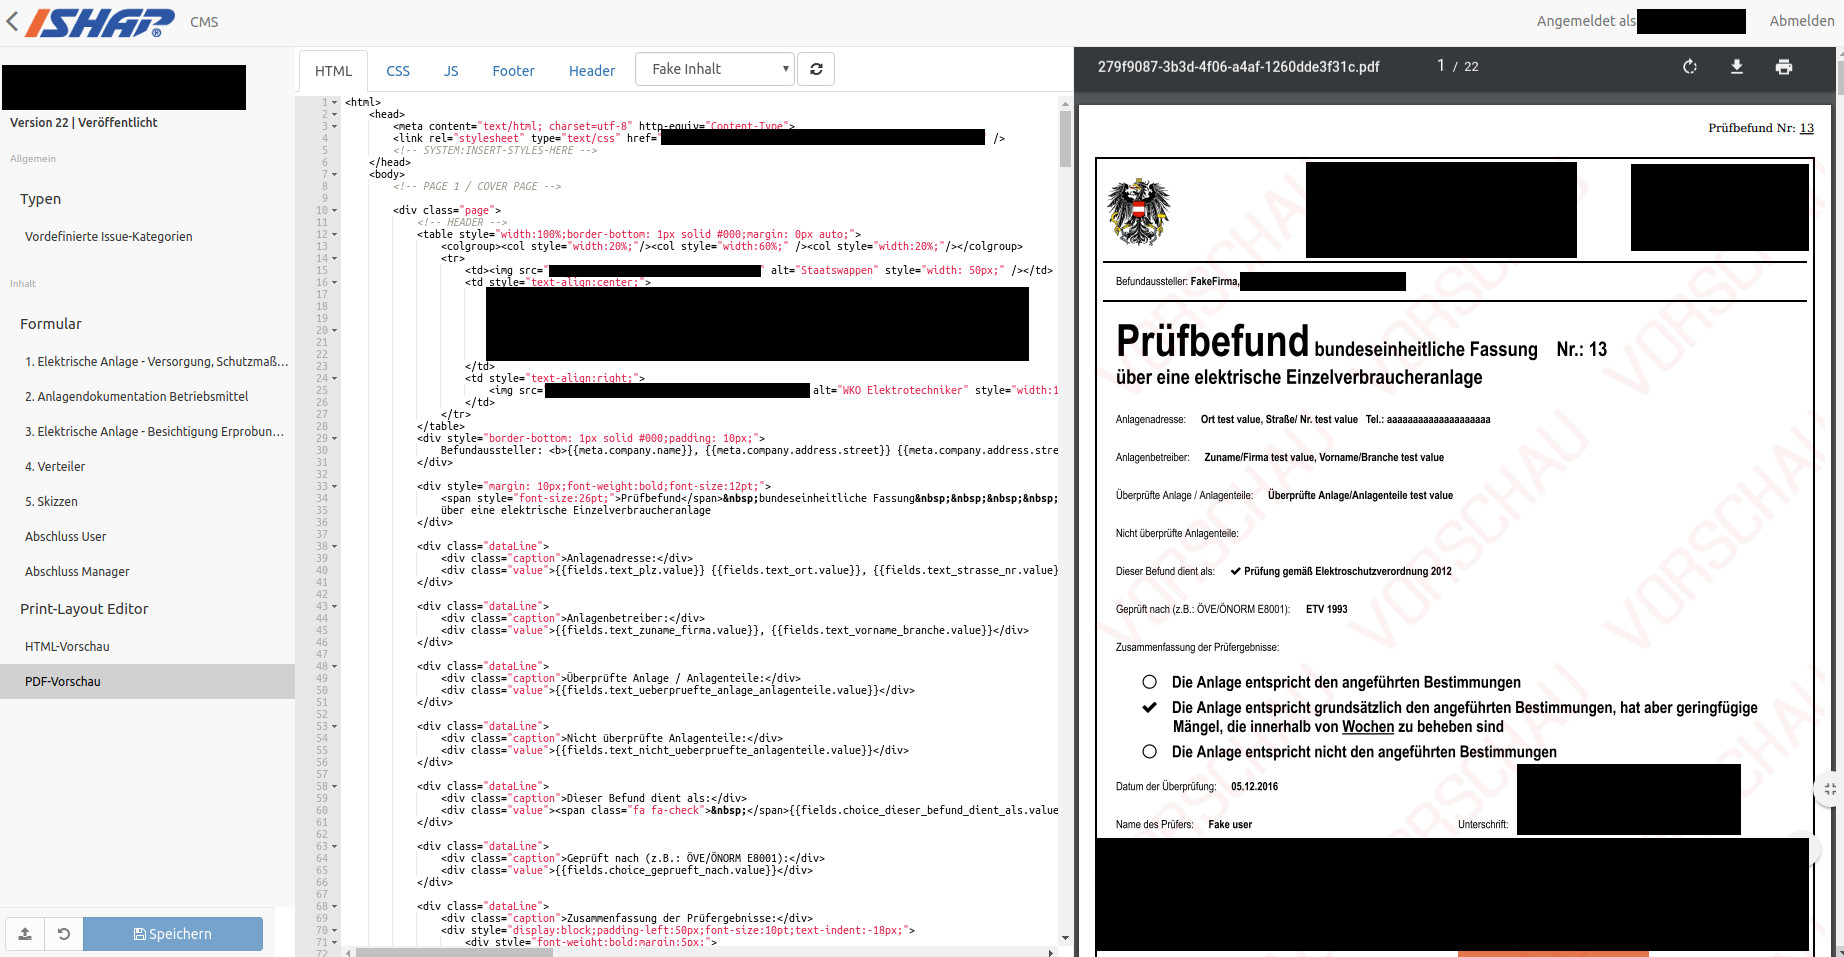 ISHAP® CMS
Angemeldet als
Abmelden
Version 22 | Veröffentlicht
Allgemein
Typen
Vordefinierte Issue-Kategorien
Inhalt
Formular
1. Elektrische Anlage - Versorgung, Schutzmaß...
2. Anlagendokumentation Betriebsmittel
3. Elektrische Anlage - Besichtigung Erprobun...
4. Verteiler
5. Skizzen
Abschluss User
Abschluss Manager
Print-Layout Editor
HTML-Vorschau
PDF-Vorschau
Speichern
HTML CSS JS Footer Header Fake Inhalt
1 <html>
2 <head>
3 <meta content="text/html; charset=utf-8" http-equiv="Content-Type">
4 <link rel="stylesheet" type="text/css" href=" />
5 <!-- SYSTEM:INSERT-STYLES-HERE -->
6 </head>
7 <body>
8 <!-- PAGE 1 / COVER PAGE -->
9
10 <div class="page">
11 <!-- HEADER -->
12 <table style="width:100%;border-bottom: 1px solid #000;margin: 0px auto;">
13 <colgroup><col style="width:20%;"/><col style="width:60%;" /><col style="width:20%;"/></colgroup>
14 <tr>
15 <td><img src=" " alt="Staatswappen" style="width: 50px;" /></td>
16 <td style="text-align:center;">
17
18
19
20
21
22
23 </td>
24 <td style="text-align:right;">
25 <img src= alt="WKO Elektrotechniker" style="width:1
26 </td>
27 </tr>
28 </table>
29 <div style="border-bottom: 1px solid #000;padding: 10px;">
30 Befundaussteller: <b>{{meta.company.name}}, {{meta.company.address.street}} {{meta.company.address.stre
31 </div>
32
33 <div style="margin: 10px;font-weight:bold;font-size:12pt;">
34 <span style="font-size:26pt;">Prüfbefund</span>&nbsp;bundeseinheitliche Fassung&nbsp;&nbsp;&nbsp;&nbsp;
35 über eine elektrische Einzelverbraucheranlage
36 </div>
37
38 <div class="dataLine">
39 <div class="caption">Anlagenadresse:</div>
40 <div class="value">{{fields.text_plz.value}} {{fields.text_ort.value}}, {{fields.text_strasse_nr.value}
41 </div>
42
43 <div class="dataLine">
44 <div class="caption">Anlagenbetreiber:</div>
45 <div class="value">{{fields.text_zuname_firma.value}}, {{fields.text_vorname_branche.value}}</div>
46 </div>
47
48 <div class="dataLine">
49 <div class="caption">Überprüfte Anlage / Anlagenteile:</div>
50 <div class="value">{{fields.text_ueberpruefte_anlage_anlagenteile.value}}</div>
51 </div>
52
53 <div class="dataLine">
54 <div class="caption">Nicht überprüfte Anlagenteile:</div>
55 <div class="value">{{fields.text_nicht_ueberpruefte_anlagenteile.value}}</div>
56 </div>
57
58 <div class="dataLine">
59 <div class="caption">Dieser Befund dient als:</div>
60 <div class="value"><span class="fa fa-check">&nbsp;</span>{{fields.choice_dieser_befund_dient_als.value
61 </div>
62
63 <div class="dataLine">
64 <div class="caption">Geprüft nach (z.B.: ÖVE/ÖNORM E8001):</div>
65 <div class="value">{{fields.choice_geprueft_nach.value}}</div>
66 </div>
67
68 <div class="dataLine">
69 <div class="caption">Zusammenfassung der Prüfergebnisse:</div>
70 <div style="display:block;padding-left:50px;font-size:10pt;text-indent:-18px;">
71 <div style="font-weight:bold;margin:5px;">
72
279f9087-3b3d-4f06-a4af-1260dde3f31c.pdf 1 / 22
Prüfbefund Nr: 13
Befundaussteller: FakeFirma,
Prüfbefund bundeseinheitliche Fassung Nr.: 13
über eine elektrische Einzelverbraucheranlage
Anlagenadresse: Ort test value, Straße/ Nr. test value Tel.: aaaaaaaaaaaaaaaaaaaa
Anlagenbetreiber: Zuname/Firma test value, Vorname/Branche test value
Überprüfte Anlage / Anlagenteile: Überprüfte Anlage/Anlagenteile test value
Nicht überprüfte Anlagenteile:
Dieser Befund dient als: ✔ Prüfung gemäß Elektroschutzverordnung 2012
Geprüft nach (z.B.: ÖVE/ÖNORM E8001): ETV 1993
Zusammenfassung der Prüfergebnisse:
Die Anlage entspricht den angeführten Bestimmungen
✔ Die Anlage entspricht grundsätzlich den angeführten Bestimmungen, hat aber geringfügige
Mängel, die innerhalb von Wochen zu beheben sind
Die Anlage entspricht nicht den angeführten Bestimmungen
Datum der Überprüfung: 05.12.2016
Name des Prüfers: Fake user Unterschrift:
VORSCHAU